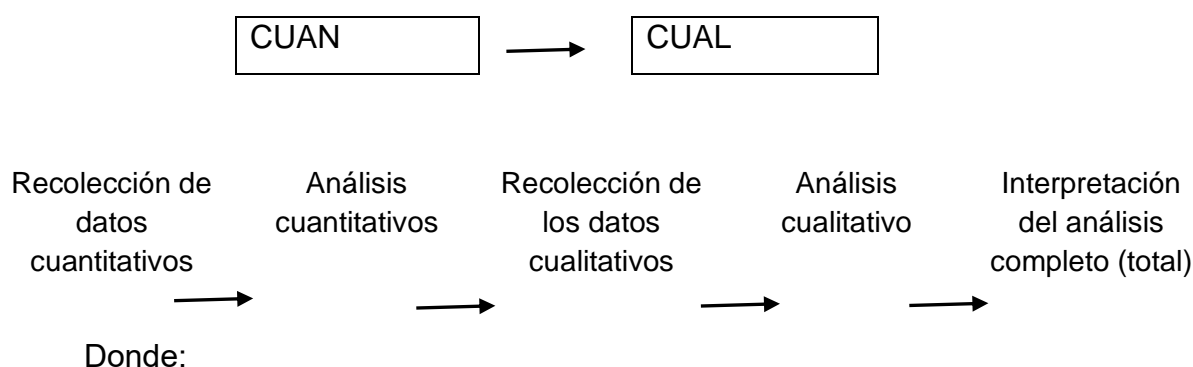 CUAN
CUAL
Recolección de
datos
cuantitativos
Análisis
cuantitativos
Recolección de
los datos
cualitativos
Análisis
cualitativo
Interpretación
del análisis
completo (total)
Donde: